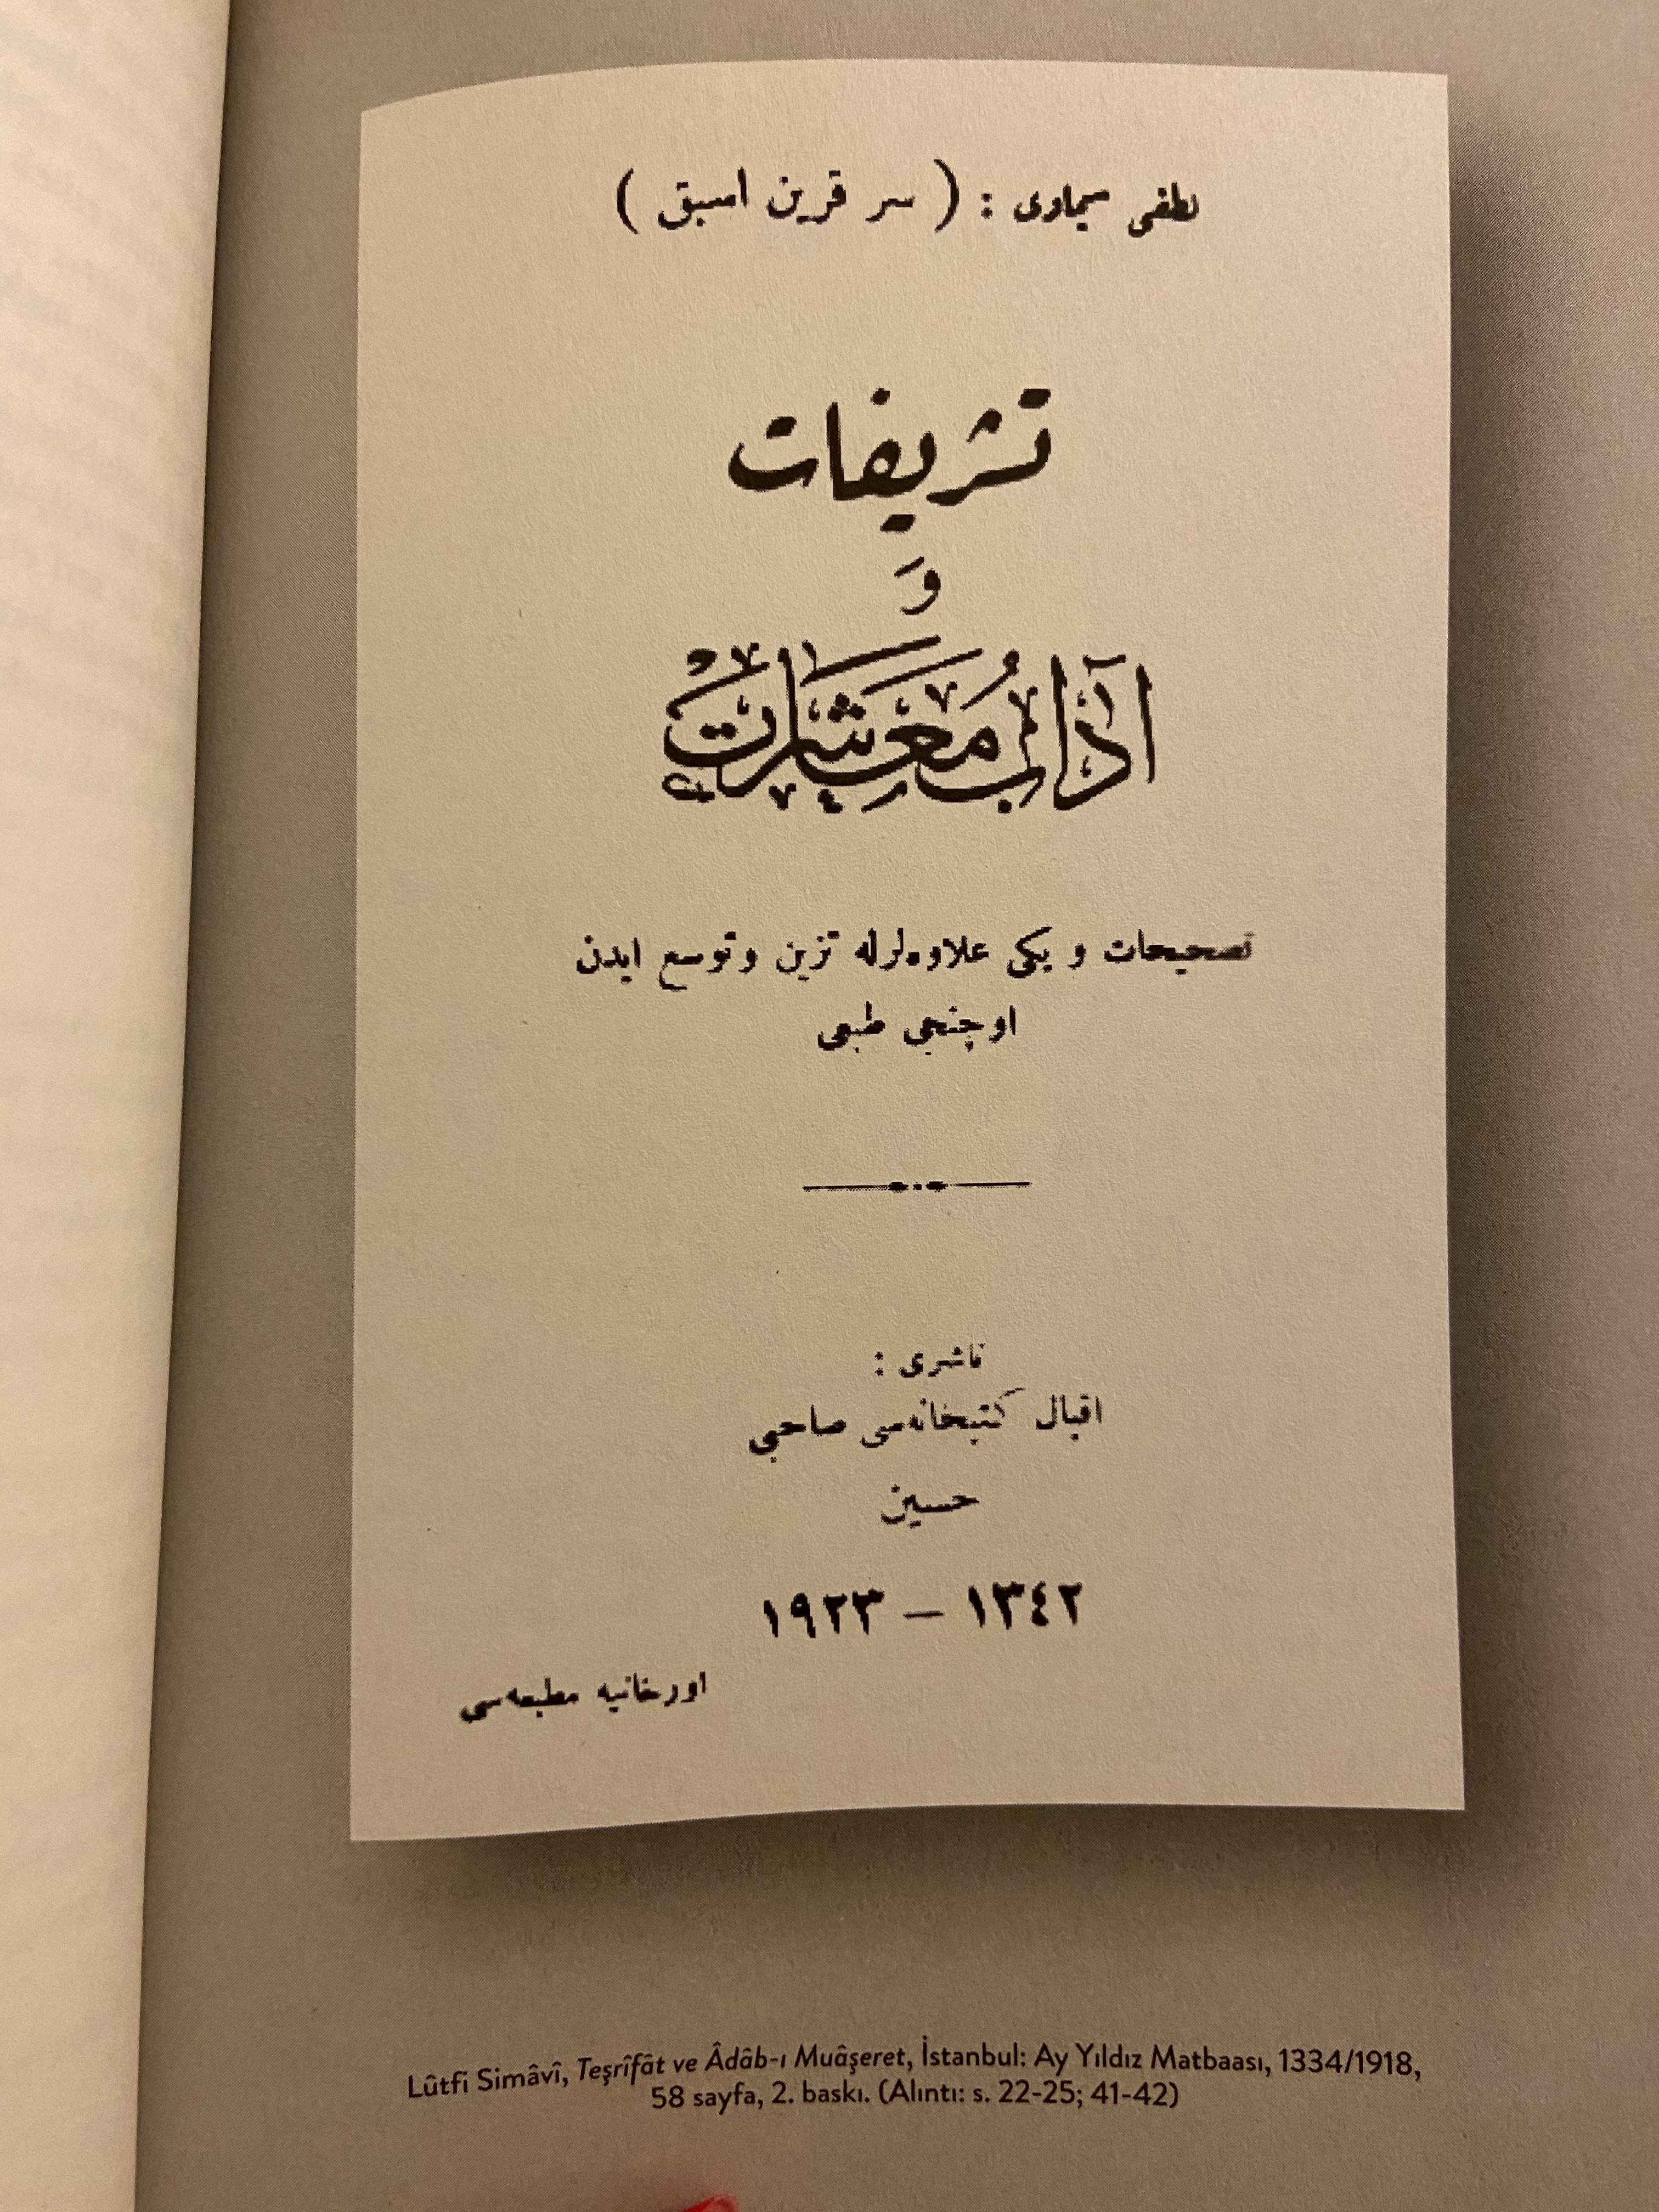 لطفی سیماوی : ( سر قرین اسبق )
تشریفات
وَ
آداب معاشرت
تصحیحات و یکی علاوه‌لرله تزین و توسع ایدن
اوچنجی طبعی
ناشری :
اقبال کتبخانه‌سی صاحبی
حسین
١٣٤٢ – ١٩٢٣
اورخانیه مطبعه‌سی
Lûtfi Simâvî, Teşrîfât ve Âdâb-ı Muâşeret, İstanbul: Ay Yıldız Matbaası, 1334/1918,
58 sayfa, 2. baskı. (Alıntı: s. 22-25; 41-42)